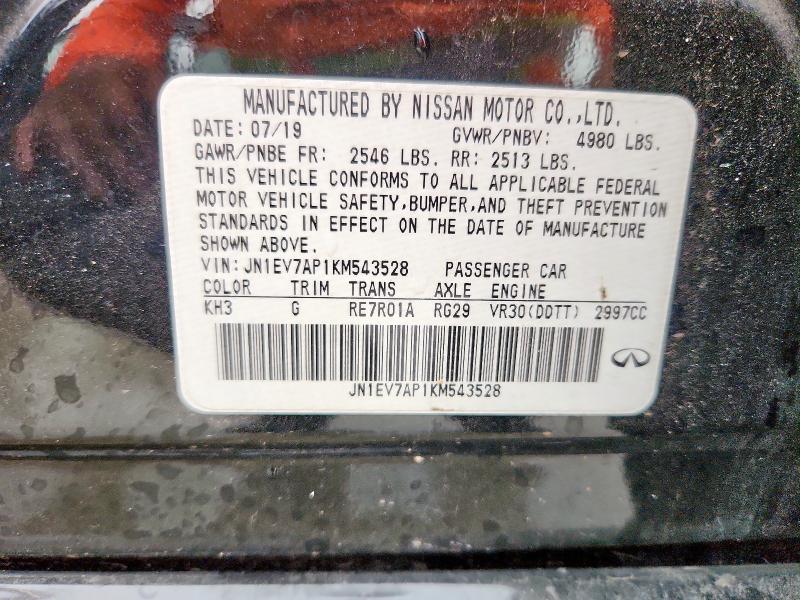 MANUFACTURED BY NISSAN MOTOR CO.,LTD.
DATE: 07/19 GVWR/PNBV: 4980 LBS.
GAWR/PNBE FR: 2546 LBS. RR: 2513 LBS.
THIS VEHICLE CONFORMS TO ALL APPLICABLE FEDERAL
MOTOR VEHICLE SAFETY,BUMPER,AND THEFT PREVENTION
STANDARDS IN EFFECT ON THE DATE OF MANUFACTURE
SHOWN ABOVE.
VIN:JN1EV7AP1KM543528 PASSENGER CAR
COLOR TRIM TRANS AXLE ENGINE
KH3 G RE7R01A RG29 VR30(DDTT) 2997CC
JN1EV7AP1KM543528